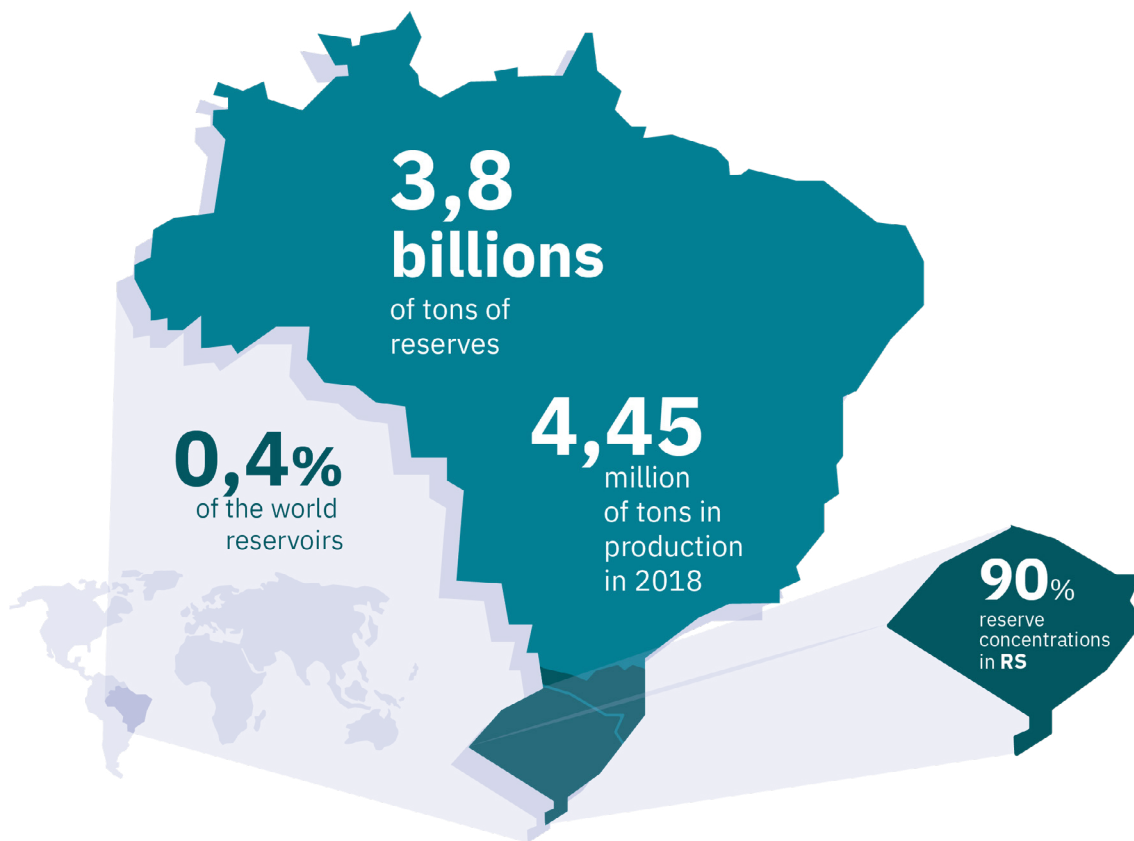 3,8
billions
of tons of
reserves
4,45
million
of tons in
production
in 2018
0,4%
of the world
reservoirs
90%
reserve
concentrations
in RS